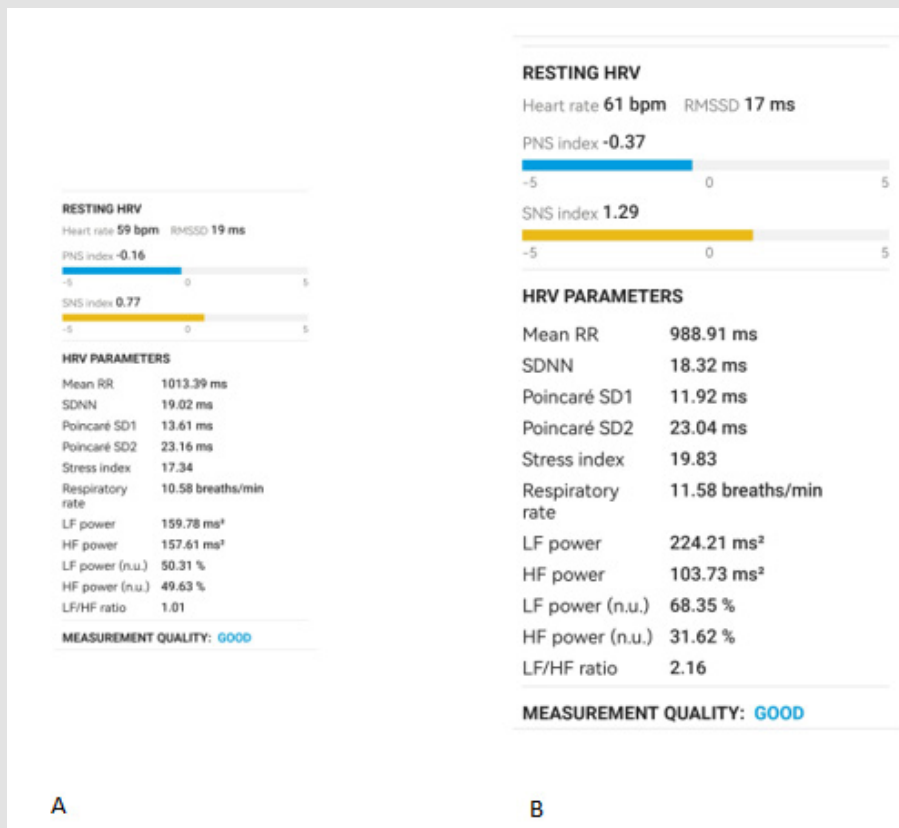 RESTING HRV
Heart rate 59 bpm RMSSD 19 ms
PNS index -0.16
-5 0 5
SNS index 0.77
-5 0 5
HRV PARAMETERS
Mean RR 1013.39 ms
SDNN 19.02 ms
Poincaré SD1 13.61 ms
Poincaré SD2 23.16 ms
Stress index 17.34
Respiratory 10.58 breaths/min
rate
LF power 159.78 ms²
HF power 157.61 ms²
LF power (n.u.) 50.31 %
HF power (n.u.) 49.63 %
LF/HF ratio 1.01
MEASUREMENT QUALITY: GOOD
A
RESTING HRV
Heart rate 61 bpm RMSSD 17 ms
PNS index -0.37
-5 0 5
SNS index 1.29
-5 0 5
HRV PARAMETERS
Mean RR 988.91 ms
SDNN 18.32 ms
Poincaré SD1 11.92 ms
Poincaré SD2 23.04 ms
Stress index 19.83
Respiratory 11.58 breaths/min
rate
LF power 224.21 ms²
HF power 103.73 ms²
LF power (n.u.) 68.35 %
HF power (n.u.) 31.62 %
LF/HF ratio 2.16
MEASUREMENT QUALITY: GOOD
B